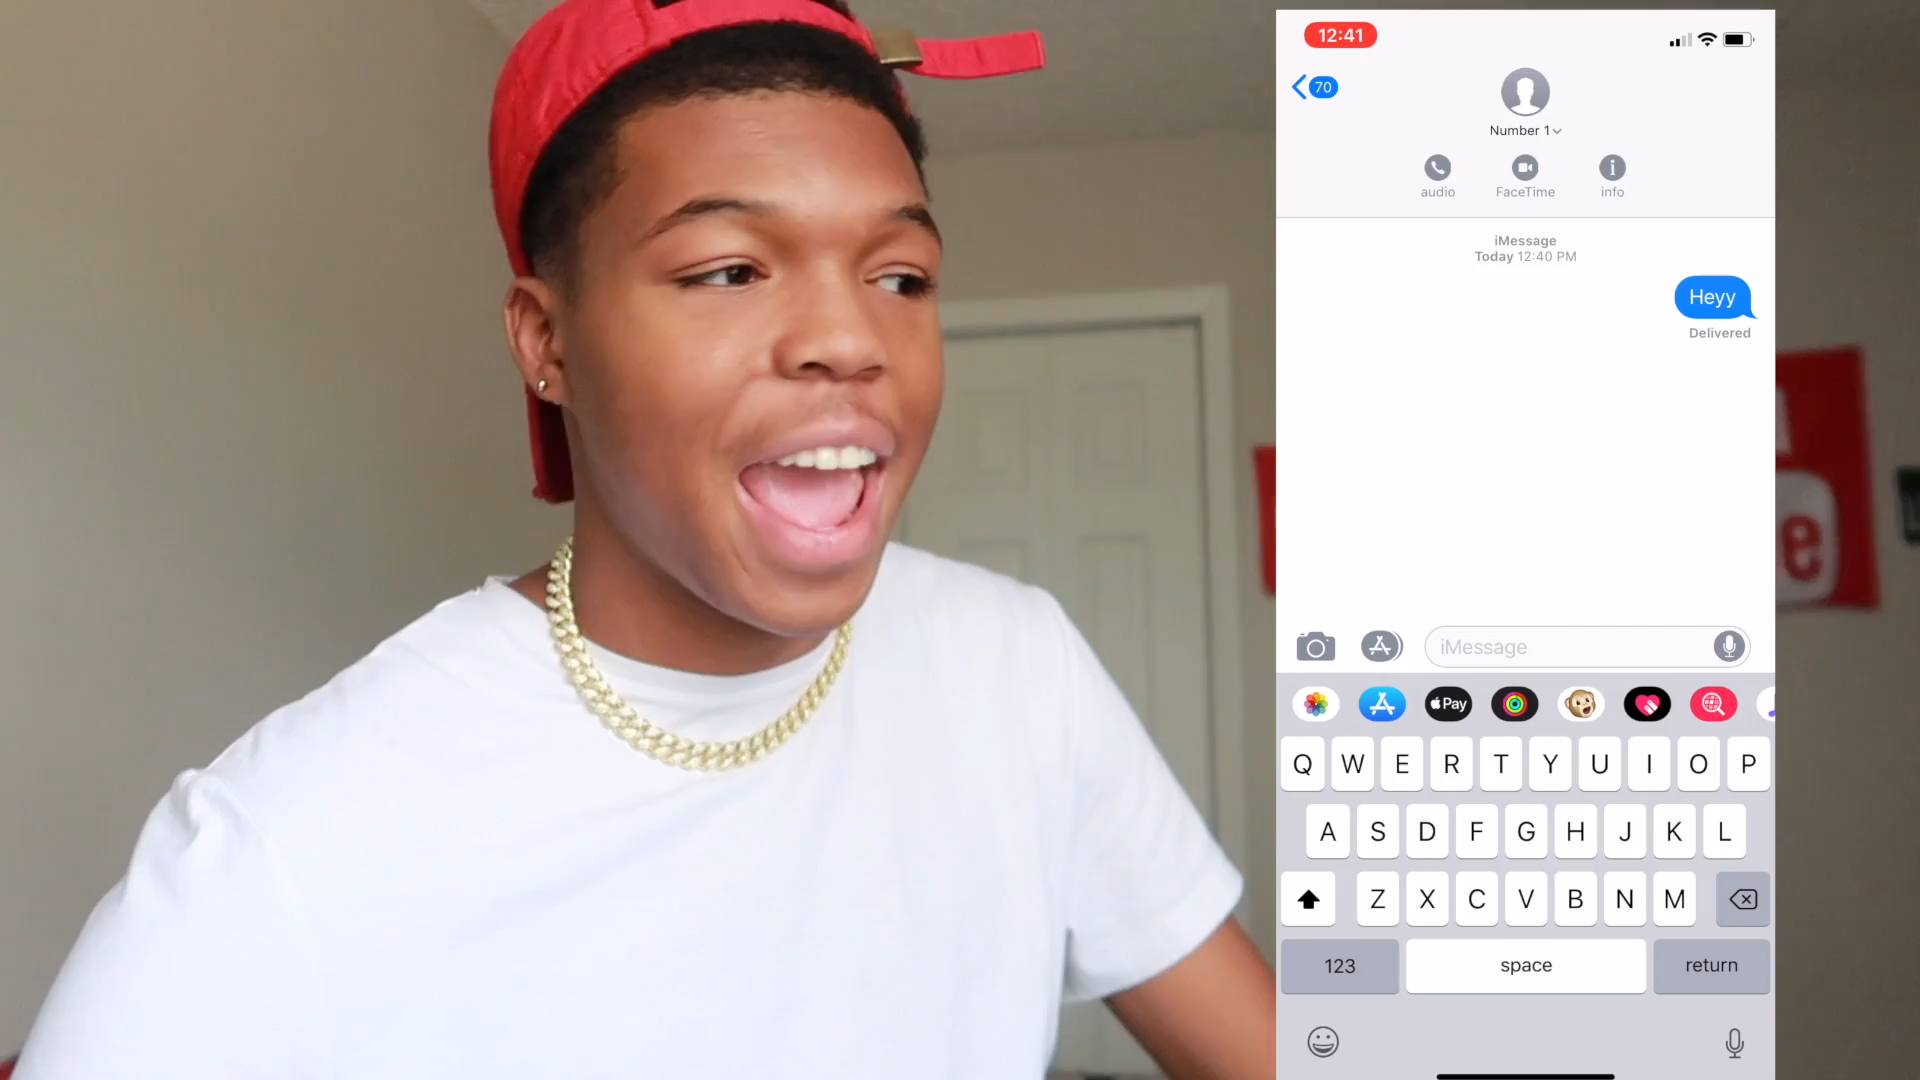 12:41
70
Number 1
audio
FaceTime
info
iMessage
Today 12:40 PM
Heyy
Delivered
iMessage
Pay
Q W E R T Y U I O P
A S D F G H J K L
Z X C V B N M
123
space
return
e